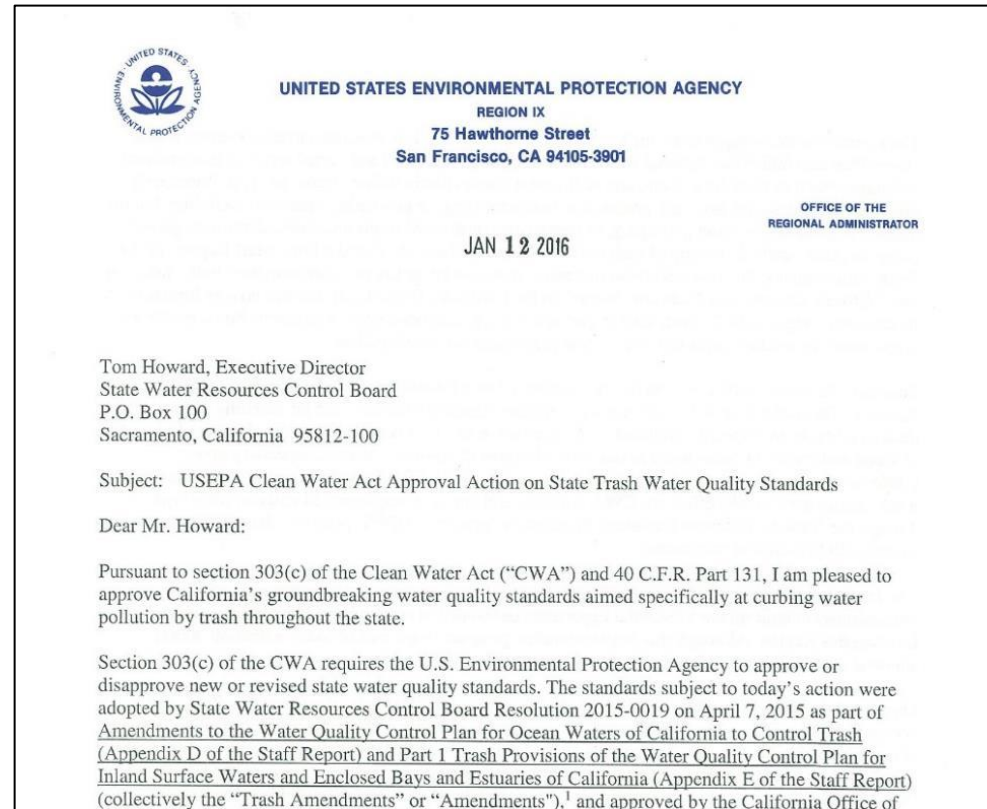 UNITED STATES
ENVIRONMENTAL PROTECTION AGENCY
UNITED STATES ENVIRONMENTAL PROTECTION AGENCY
REGION IX
75 Hawthorne Street
San Francisco, CA 94105-3901
OFFICE OF THE
REGIONAL ADMINISTRATOR
JAN 12 2016
Tom Howard, Executive Director
State Water Resources Control Board
P.O. Box 100
Sacramento, California 95812-100
Subject: USEPA Clean Water Act Approval Action on State Trash Water Quality Standards
Dear Mr. Howard:
Pursuant to section 303(c) of the Clean Water Act (“CWA”) and 40 C.F.R. Part 131, I am pleased to
approve California’s groundbreaking water quality standards aimed specifically at curbing water
pollution by trash throughout the state.
Section 303(c) of the CWA requires the U.S. Environmental Protection Agency to approve or
disapprove new or revised state water quality standards. The standards subject to today’s action were
adopted by State Water Resources Control Board Resolution 2015-0019 on April 7, 2015 as part of
Amendments to the Water Quality Control Plan for Ocean Waters of California to Control Trash
(Appendix D of the Staff Report) and Part 1 Trash Provisions of the Water Quality Control Plan for
Inland Surface Waters and Enclosed Bays and Estuaries of California (Appendix E of the Staff Report)
(collectively the “Trash Amendments” or “Amendments"),¹ and approved by the California Office of